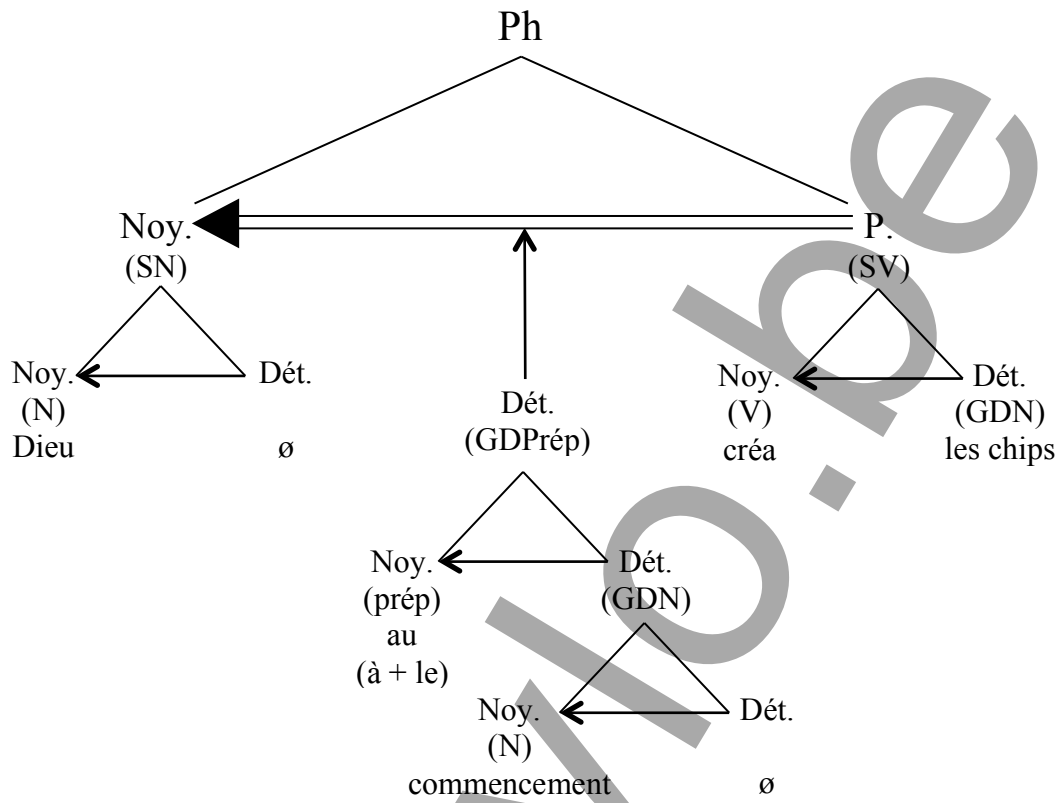 Ph
Noy. P.
(SN) (SV)
Noy. Dét. Noy. Dét.
(N) (V) (GDN)
Dieu ø créa les chips
Dét.
(GDPrép)
Noy. Dét.
(prép) (GDN)
au
(à + le)
Noy. Dét.
(N)
commencement ø